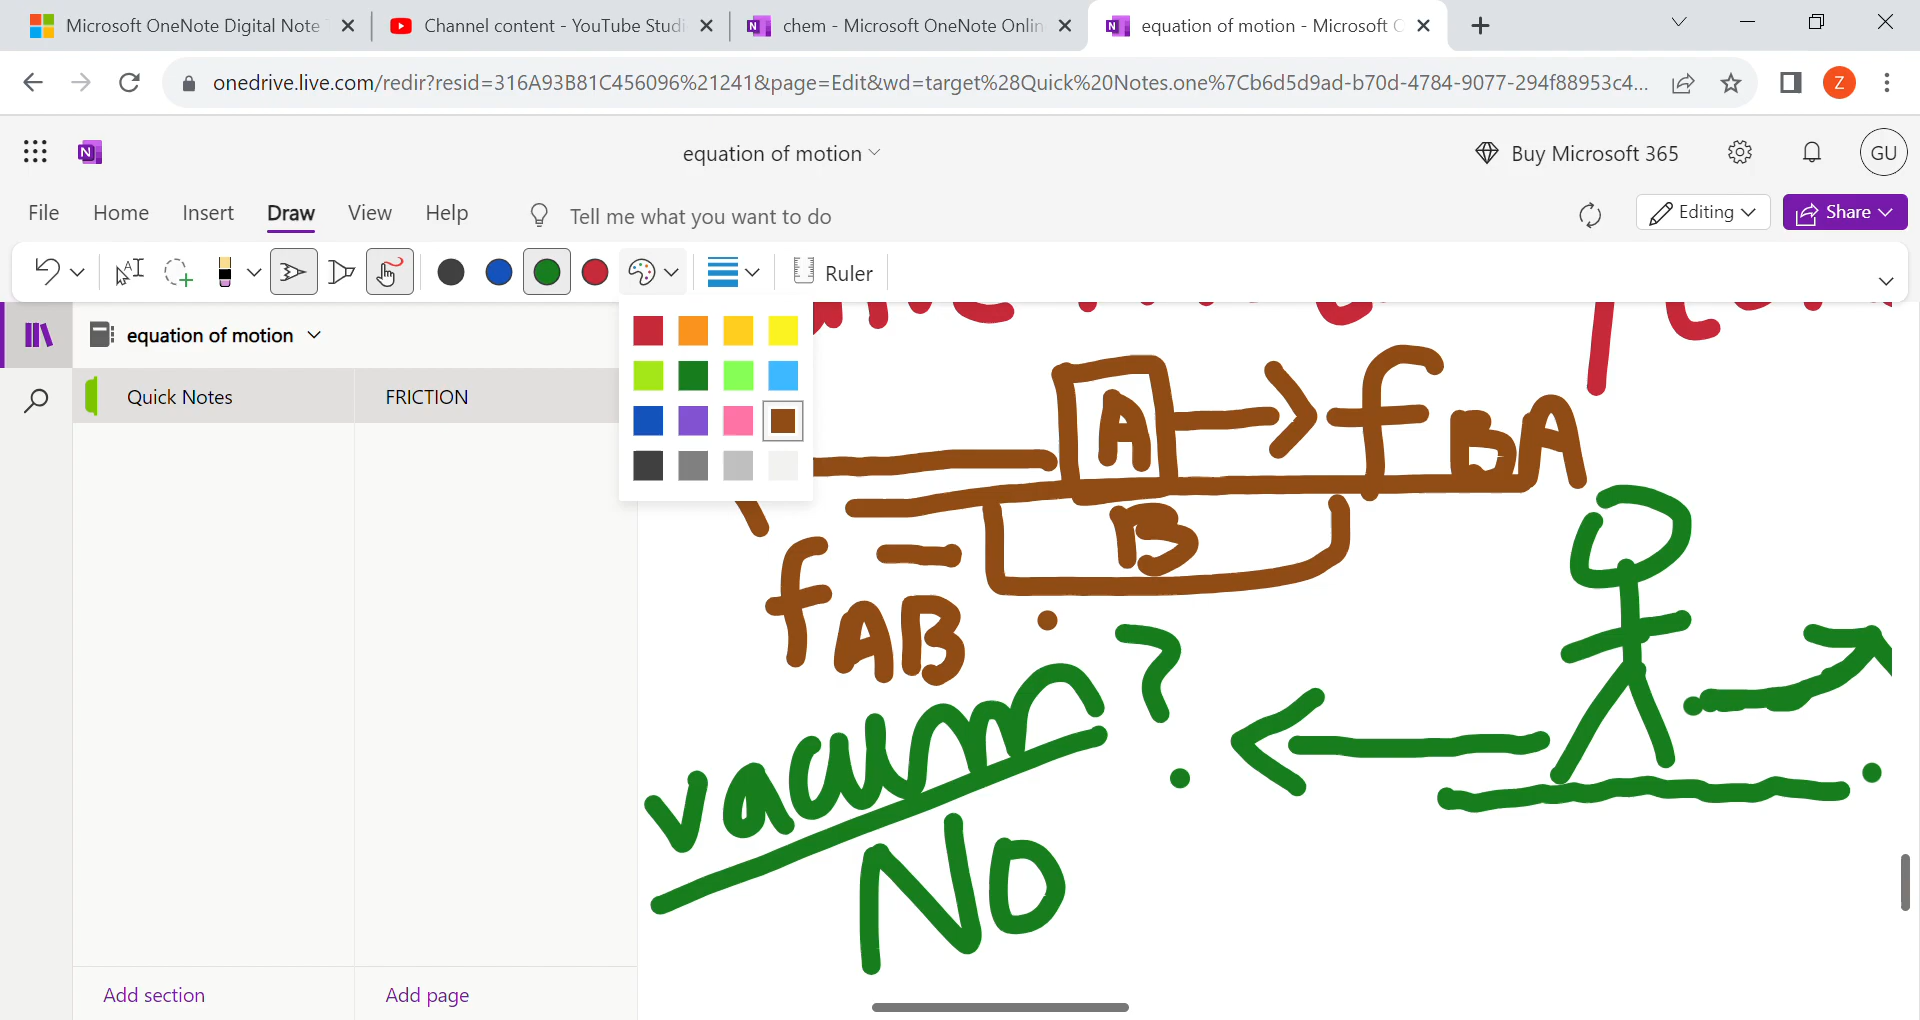 Microsoft OneNote Digital Note T
Channel content - YouTube Studi
chem - Microsoft OneNote Onlin
equation of motion - Microsoft O
onedrive.live.com/redir?resid=316A93B81C456096%21241&page=Edit&wd=target%28Quick%20Notes.one%7Cb6d5d9ad-b70d-4784-9077-294f88953c4...
Z
N
equation of motion
Buy Microsoft 365
GU
File
Home
Insert
Draw
View
Help
Tell me what you want to do
Editing
Share
Ruler
equation of motion
Quick Notes
FRICTION
A → f BA
B
f AB
vacum ?
NO
Add section
Add page